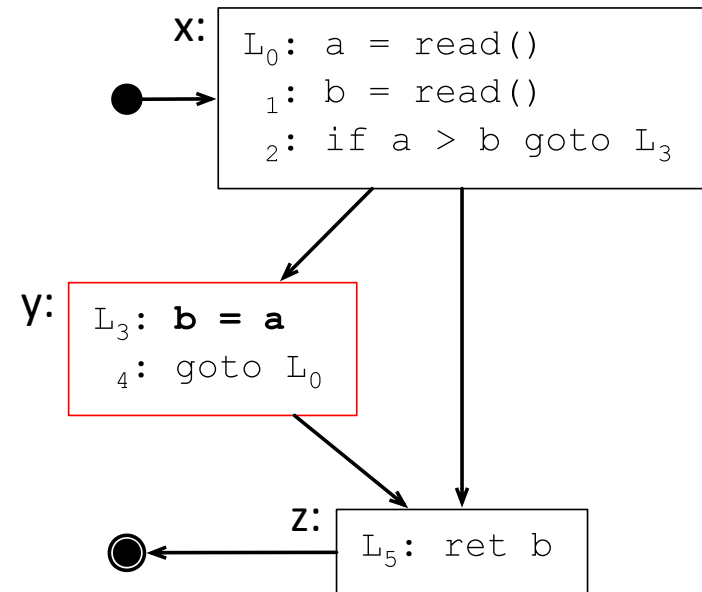 x:
L₀: a = read()
₁: b = read()
₂: if a > b goto L₃
y:
L₃: b = a
₄: goto L₀
z:
L₅: ret b